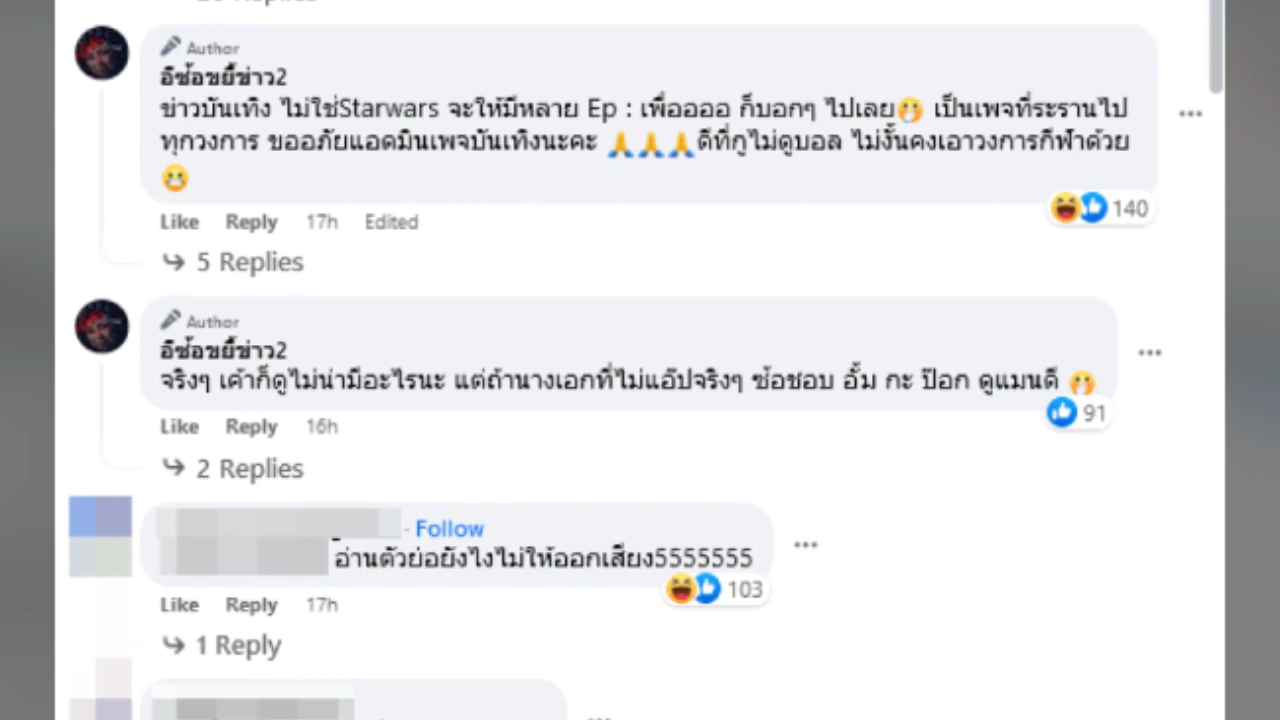 Author
อีซ้อขยี้ข่าว2
ข่าวบันเทิง ไม่ใช่Starwars จะให้มีหลาย Ep : เพื่ออออ ก็บอกๆ ไปเลย🤭 เป็นเพจที่ระรานไป
ทุกวงการ ขออภัยแอดมินเพจบันเทิงนะคะ 🙏🙏🙏ดีที่กูไม่ดูบอล ไม่งั้นคงเอาวงการกีฬาด้วย
😬
140
Like Reply 17h Edited
5 Replies
Author
อีซ้อขยี้ข่าว2
จริงๆ เค้าก็ดูไม่น่ามีอะไรนะ แต่ถ้านางเอกที่ไม่แอ๊ปจริงๆ ซ้อชอบ อั้ม กะ ป๊อก ดูแมนดี 🤭
91
Like Reply 16h
2 Replies
· Follow
อ่านตัวย่อยังไงไม่ให้ออกเสียง5555555
103
Like Reply 17h
1 Reply